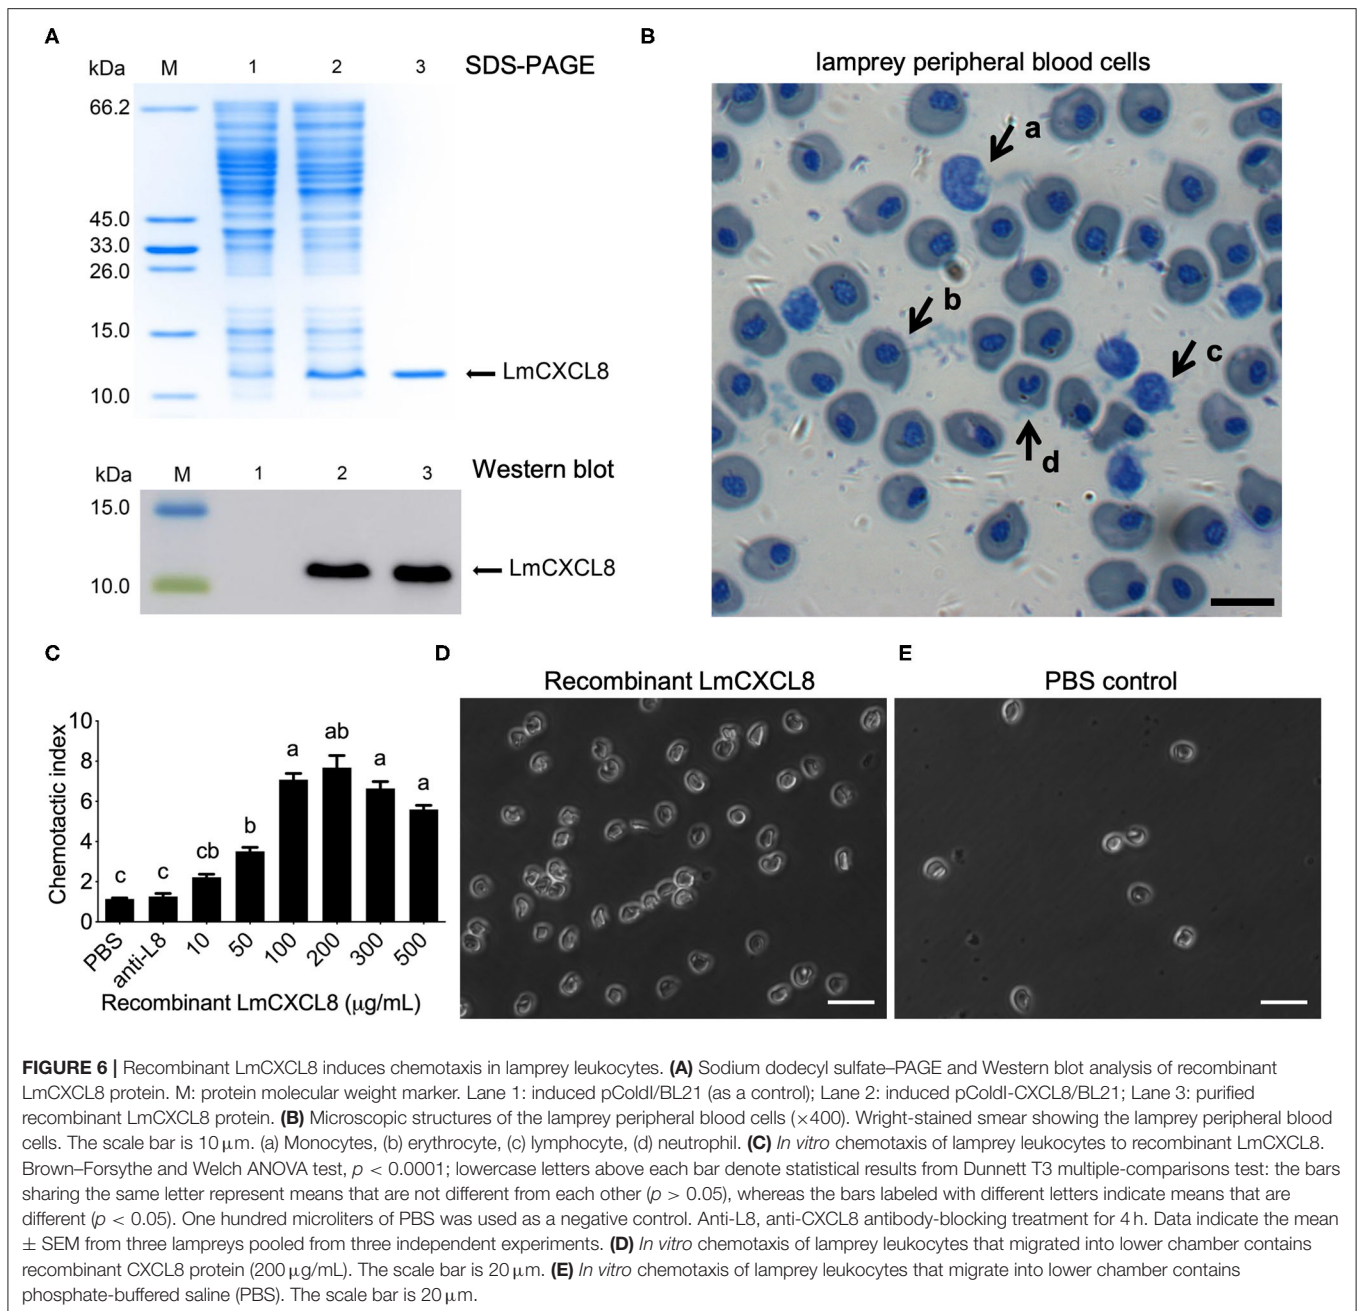 A
kDa M 1 2 3 SDS-PAGE
66.2
45.0
33.0
26.0
15.0
LmCXCL8
10.0
kDa M 1 2 3 Western blot
15.0
LmCXCL8
10.0
B
lamprey peripheral blood cells
a
b
c
d
C
Chemotactic index
10
8
6
4
2
0
c c cb b a ab a a
PBS anti-L8 10 50 100 200 300 500
Recombinant LmCXCL8 (μg/mL)
D
Recombinant LmCXCL8
E
PBS control
FIGURE 6 | Recombinant LmCXCL8 induces chemotaxis in lamprey leukocytes. (A) Sodium dodecyl sulfate–PAGE and Western blot analysis of recombinant
LmCXCL8 protein. M: protein molecular weight marker. Lane 1: induced pColdI/BL21 (as a control); Lane 2: induced pColdI-CXCL8/BL21; Lane 3: purified
recombinant LmCXCL8 protein. (B) Microscopic structures of the lamprey peripheral blood cells (×400). Wright-stained smear showing the lamprey peripheral blood
cells. The scale bar is 10 μm. (a) Monocytes, (b) erythrocyte, (c) lymphocyte, (d) neutrophil. (C) In vitro chemotaxis of lamprey leukocytes to recombinant LmCXCL8.
Brown–Forsythe and Welch ANOVA test, p < 0.0001; lowercase letters above each bar denote statistical results from Dunnett T3 multiple-comparisons test: the bars
sharing the same letter represent means that are not different from each other (p > 0.05), whereas the bars labeled with different letters indicate means that are
different (p < 0.05). One hundred microliters of PBS was used as a negative control. Anti-L8, anti-CXCL8 antibody-blocking treatment for 4 h. Data indicate the mean
± SEM from three lampreys pooled from three independent experiments. (D) In vitro chemotaxis of lamprey leukocytes that migrated into lower chamber contains
recombinant CXCL8 protein (200 μg/mL). The scale bar is 20 μm. (E) In vitro chemotaxis of lamprey leukocytes that migrate into lower chamber contains
phosphate-buffered saline (PBS). The scale bar is 20 μm.